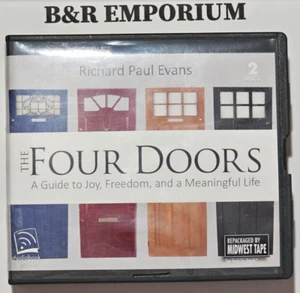 B&R EMPORIUM
Richard Paul Evans
2
THE FOUR DOORS
A Guide to Joy, Freedom, and a Meaningful Life
REPACKAGED BY
MIDWEST TAPE